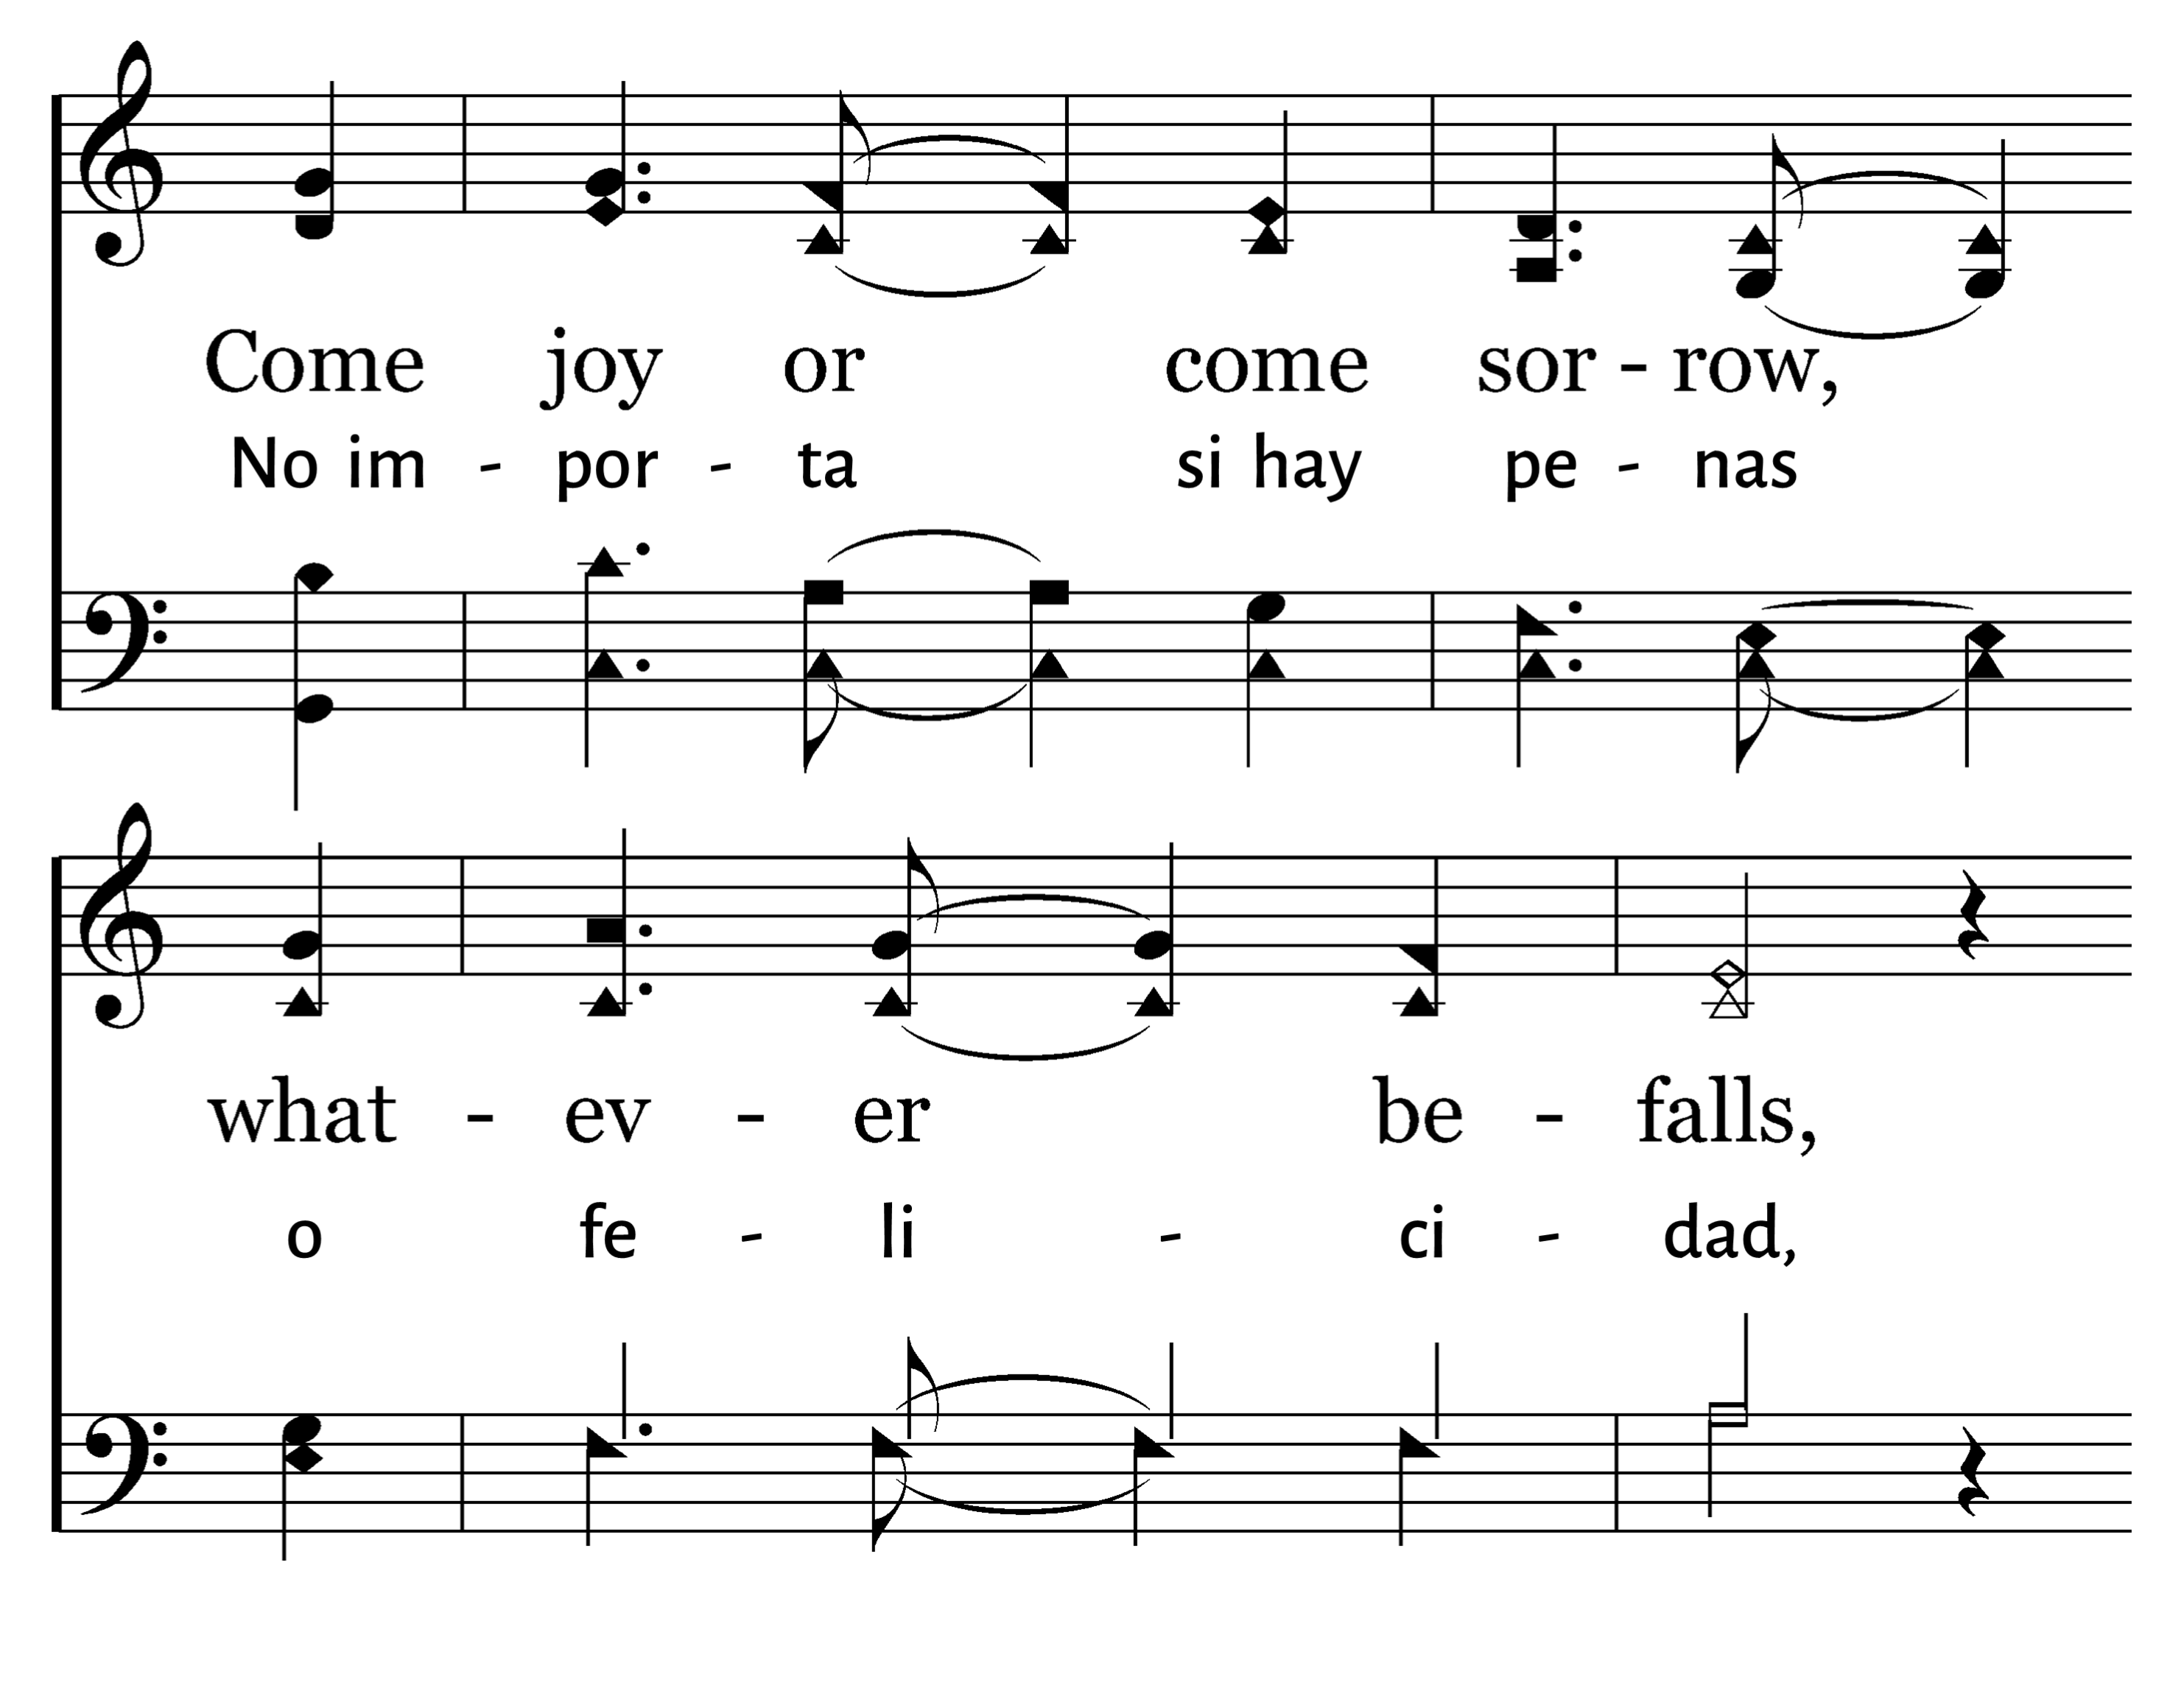 Come joy or come sor - row,
No im - por - ta si hay pe - nas
what - ev - er be - falls,
o fe - li - ci - dad,